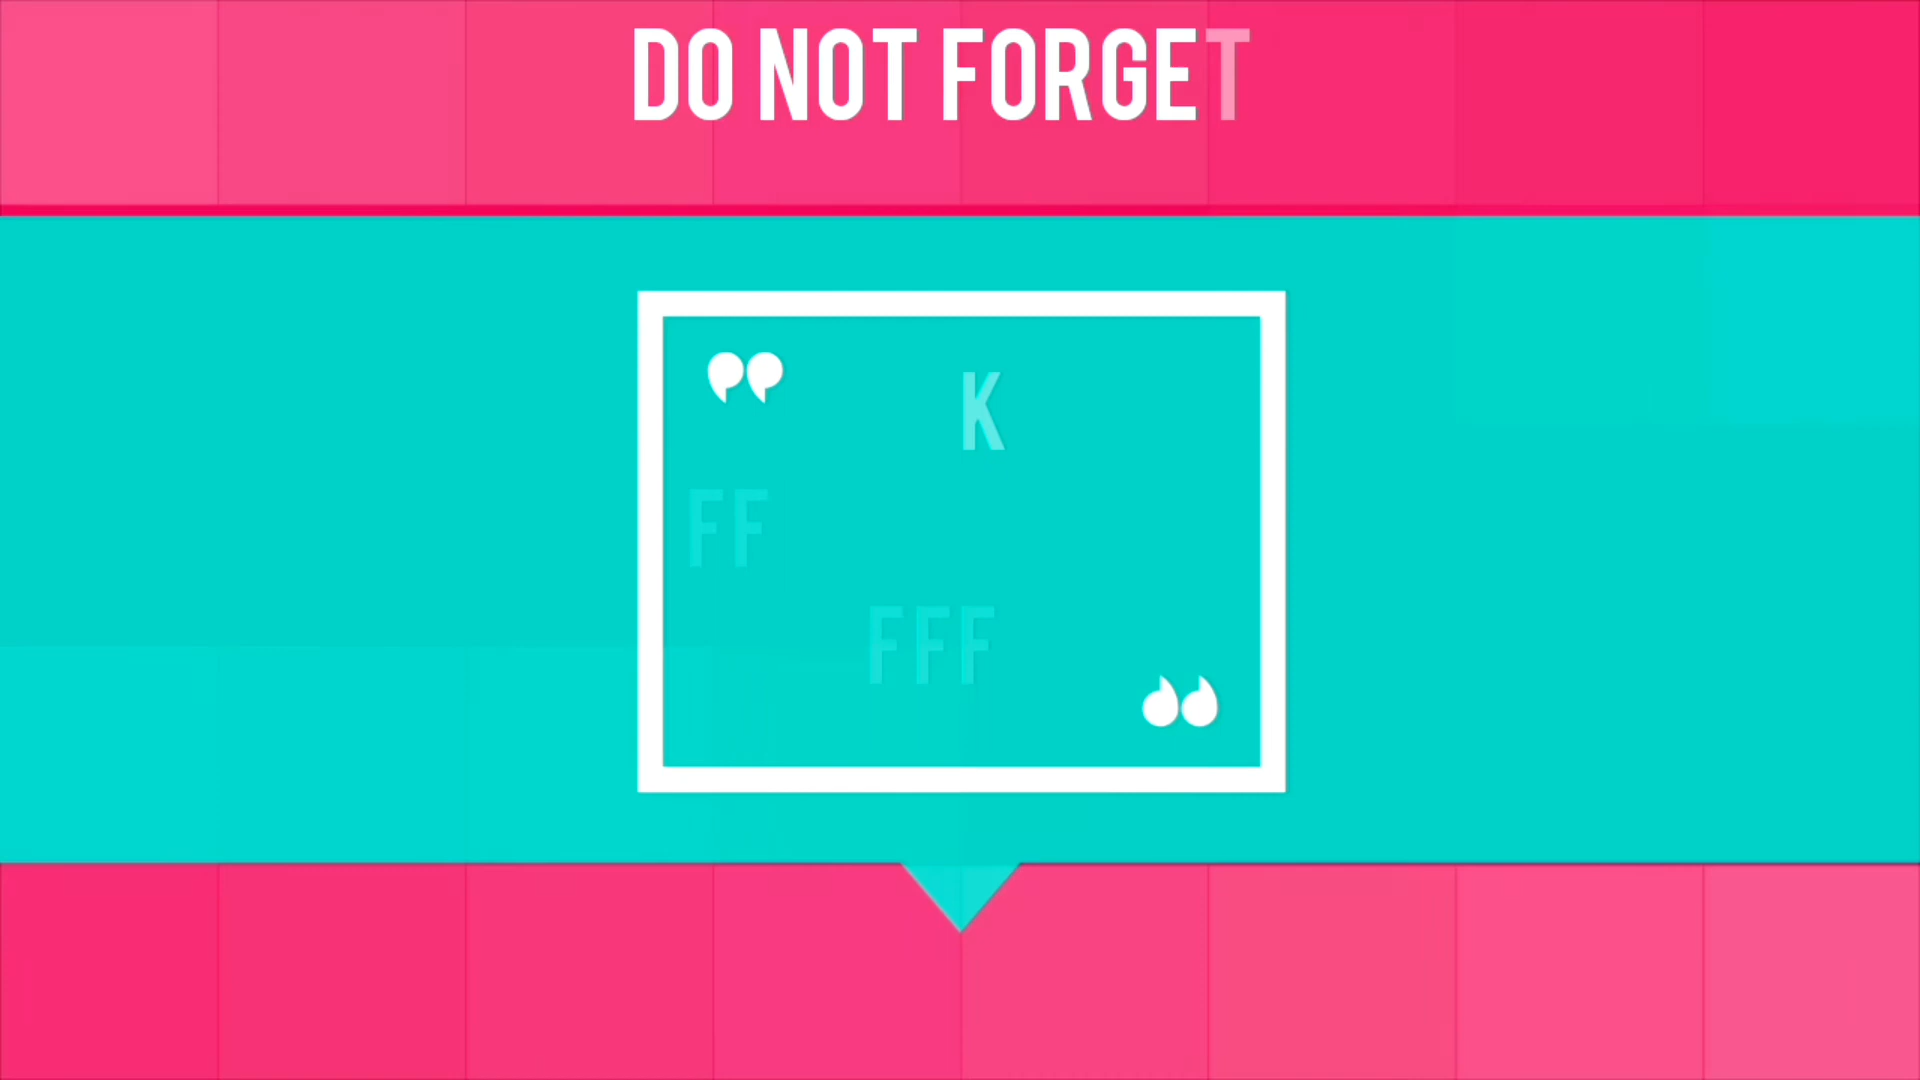 DO NOT FORGET
”
K
FF
FFF
“